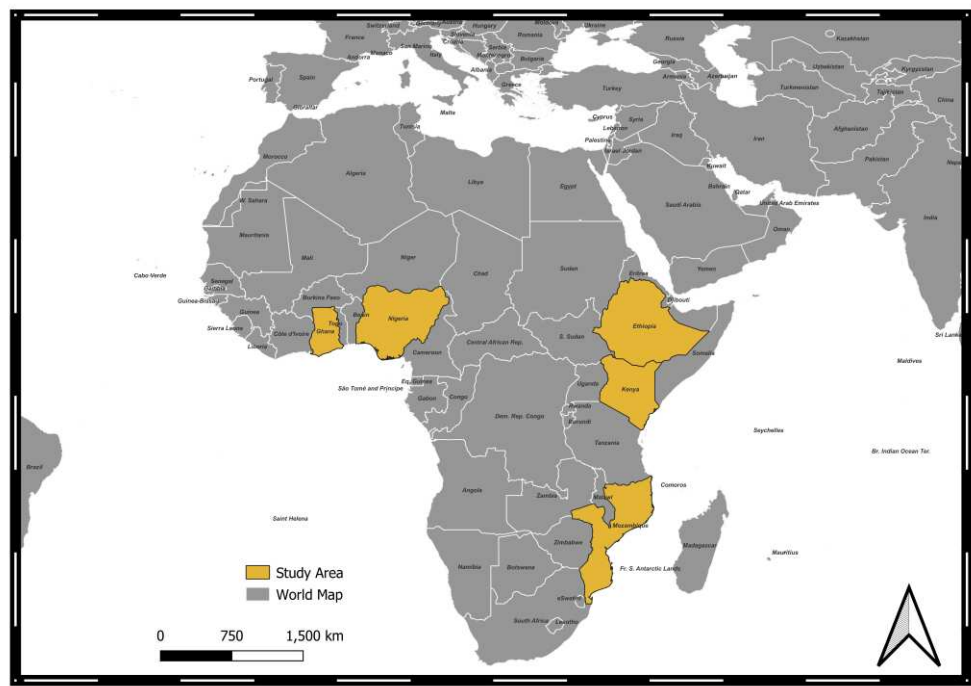 Switzerland
Austria
Hungary
Moldova
Ukraine
Kazakhstan
France
Slovenia
Croatia
Romania
Russia
Andorra
Monaco
San Marino
Italy
Serbia
Montenegro
Bulgaria
Georgia
Uzbekistan
Kyrgyzstan
Portugal
Spain
Albania
Greece
Turkey
Armenia
Azerbaijan
Turkmenistan
Tajikistan
China
Gibraltar
Malta
Cyprus
Syria
Tunisia
Lebanon
Iraq
Iran
Afghanistan
Palestine
Israel
Jordan
Morocco
Algeria
Libya
Egypt
Kuwait
Pakistan
Bahrain
Qatar
W. Sahara
Saudi Arabia
United Arab Emirates
India
Mauritania
Oman
Mali
Niger
Chad
Sudan
Yemen
Cabo Verde
Eritrea
Senegal
Gambia
Guinea-Bissau
Burkina Faso
Djibouti
Guinea
Benin
Nigeria
Ethiopia
Sierra Leone
Côte d'Ivoire
Ghana
Togo
Liberia
Central African Rep.
S. Sudan
Sri Lanka
Cameroon
Somalia
Maldives
Eq. Guinea
São Tomé and Principe
Gabon
Congo
Uganda
Kenya
Dem. Rep. Congo
Rwanda
Burundi
Seychelles
Tanzania
Br. Indian Ocean Ter.
Brazil
Angola
Zambia
Malawi
Comoros
Saint Helena
Mozambique
Zimbabwe
Madagascar
Mauritius
Namibia
Botswana
Fr. S. Antarctic Lands
eSwatini
South Africa
Lesotho
Study Area
World Map
0 750 1,500 km